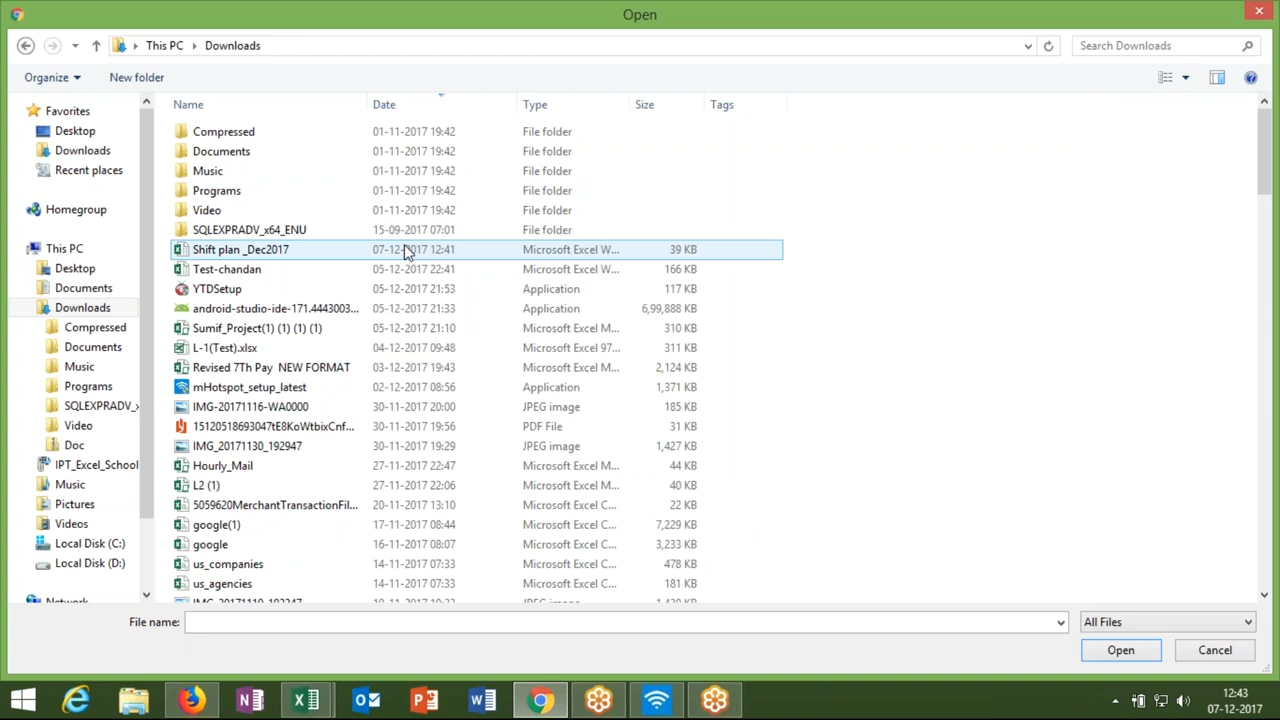 Open
This PC Downloads
Search Downloads
Organize New folder
Favorites
Desktop
Downloads
Recent places
Homegroup
This PC
Desktop
Documents
Downloads
Compressed
Documents
Music
Programs
SQLEXPRADV_x
Video
Doc
IPT_Excel_School
Music
Pictures
Videos
Local Disk (C:)
Local Disk (D:)
Network
Name Date Type Size Tags
Compressed 01-11-2017 19:42 File folder
Documents 01-11-2017 19:42 File folder
Music 01-11-2017 19:42 File folder
Programs 01-11-2017 19:42 File folder
Video 01-11-2017 19:42 File folder
SQLEXPRADV_x64_ENU 15-09-2017 07:01 File folder
Shift plan _Dec2017 07-12-2017 12:41 Microsoft Excel W... 39 KB
Test-chandan 05-12-2017 22:41 Microsoft Excel W... 166 KB
YTDSetup 05-12-2017 21:53 Application 117 KB
android-studio-ide-171.4443003... 05-12-2017 21:33 Application 6,99,888 KB
Sumif_Project(1) (1) (1) (1) 05-12-2017 21:10 Microsoft Excel M... 310 KB
L-1(Test).xlsx 04-12-2017 09:48 Microsoft Excel 97... 311 KB
Revised 7Th Pay NEW FORMAT 03-12-2017 19:43 Microsoft Excel M... 2,124 KB
mHotspot_setup_latest 02-12-2017 08:56 Application 1,371 KB
IMG-20171116-WA0000 30-11-2017 20:00 JPEG image 185 KB
15120518693047tE8KoWtbixCnf... 30-11-2017 19:56 PDF File 31 KB
IMG_20171130_192947 30-11-2017 19:29 JPEG image 1,427 KB
Hourly_Mail 27-11-2017 22:47 Microsoft Excel M... 44 KB
L2 (1) 27-11-2017 22:06 Microsoft Excel M... 40 KB
5059620MerchantTransactionFil... 20-11-2017 13:10 Microsoft Excel C... 22 KB
google(1) 17-11-2017 08:44 Microsoft Excel C... 7,229 KB
google 16-11-2017 08:07 Microsoft Excel C... 3,233 KB
us_companies 14-11-2017 07:33 Microsoft Excel C... 478 KB
us_agencies 14-11-2017 07:33 Microsoft Excel C... 181 KB
File name: All Files
Open Cancel
12:43
07-12-2017